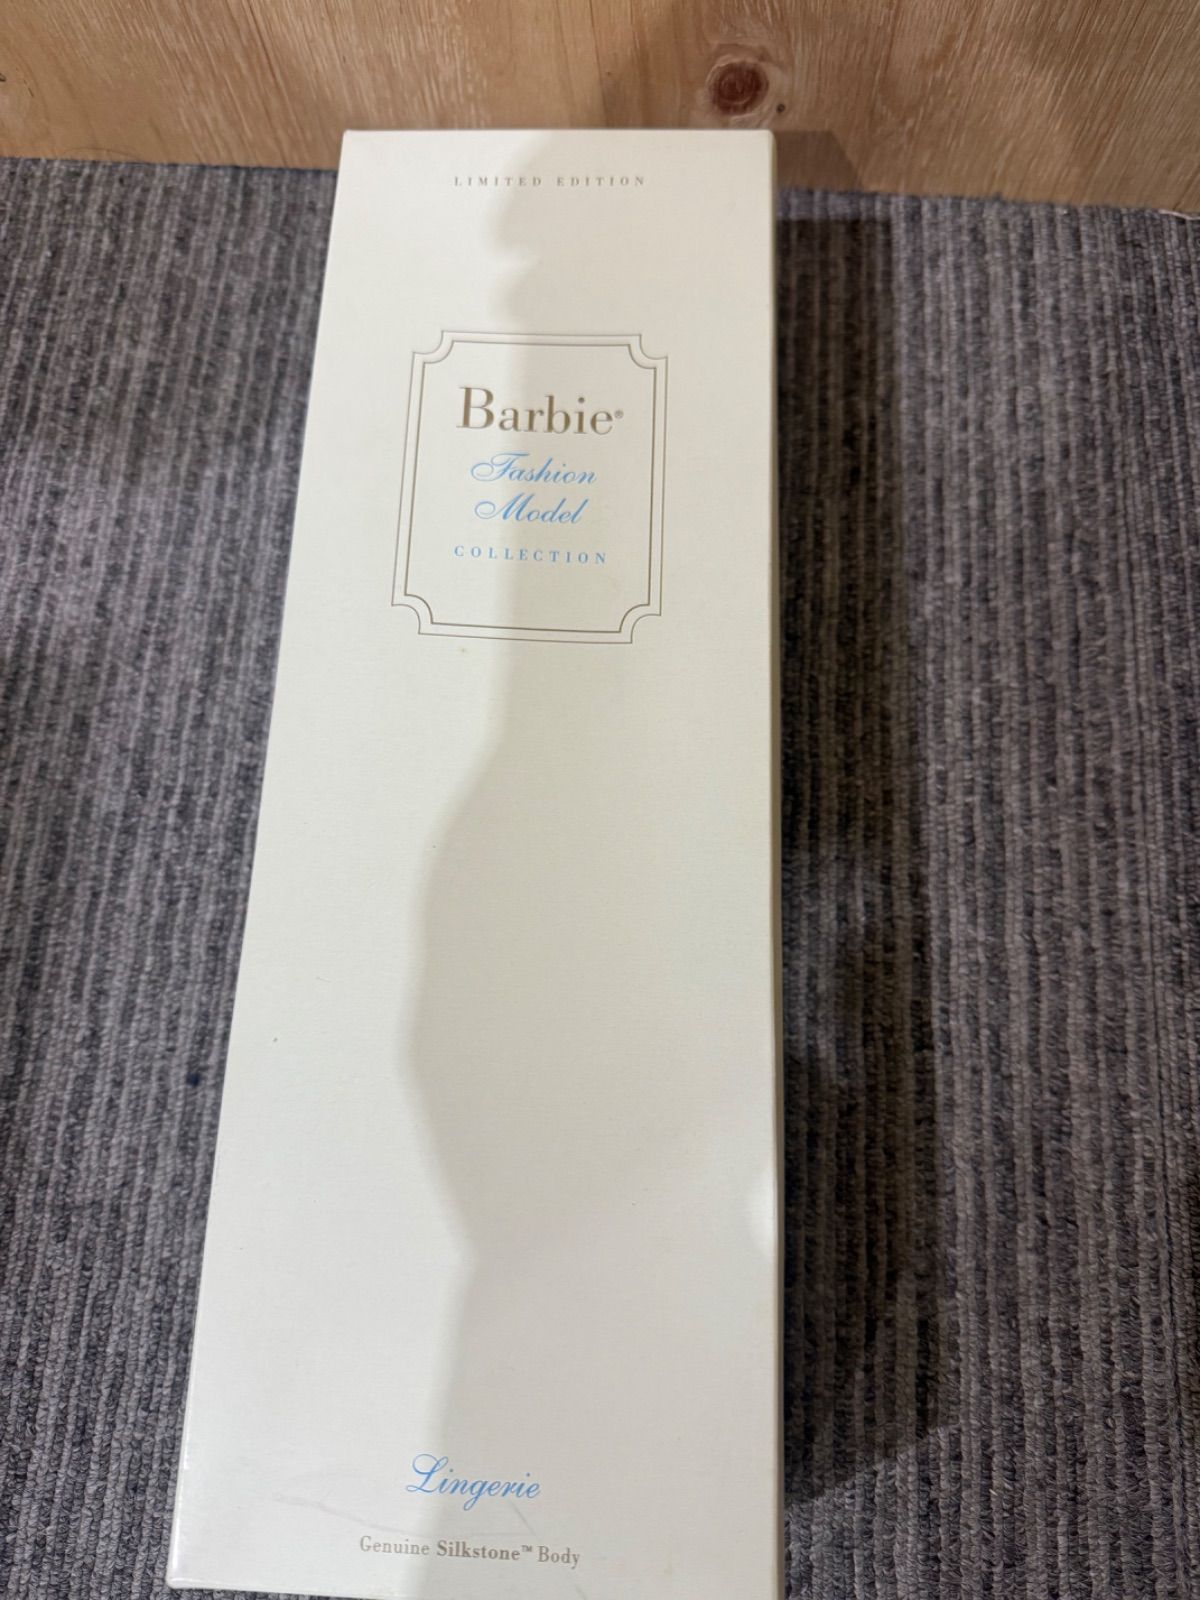 LIMITED EDITION
Barbie®
Fashion
Model
COLLECTION
Lingerie
Genuine Silkstone™ Body